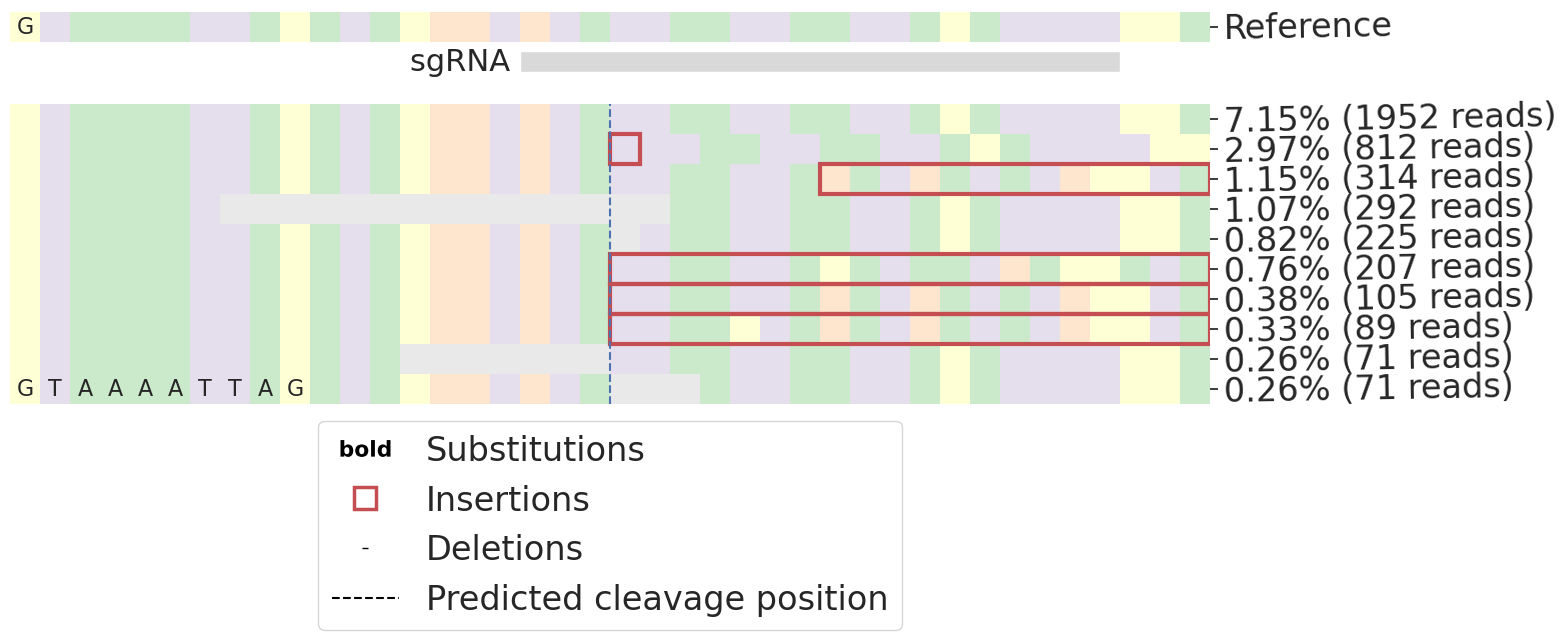 G Reference
sgRNA
7.15% (1952 reads)
2.97% (812 reads)
1.15% (314 reads)
1.07% (292 reads)
0.82% (225 reads)
0.76% (207 reads)
0.38% (105 reads)
0.33% (89 reads)
0.26% (71 reads)
G T A A A A T T A G 0.26% (71 reads)
bold Substitutions
Insertions
- Deletions
Predicted cleavage position